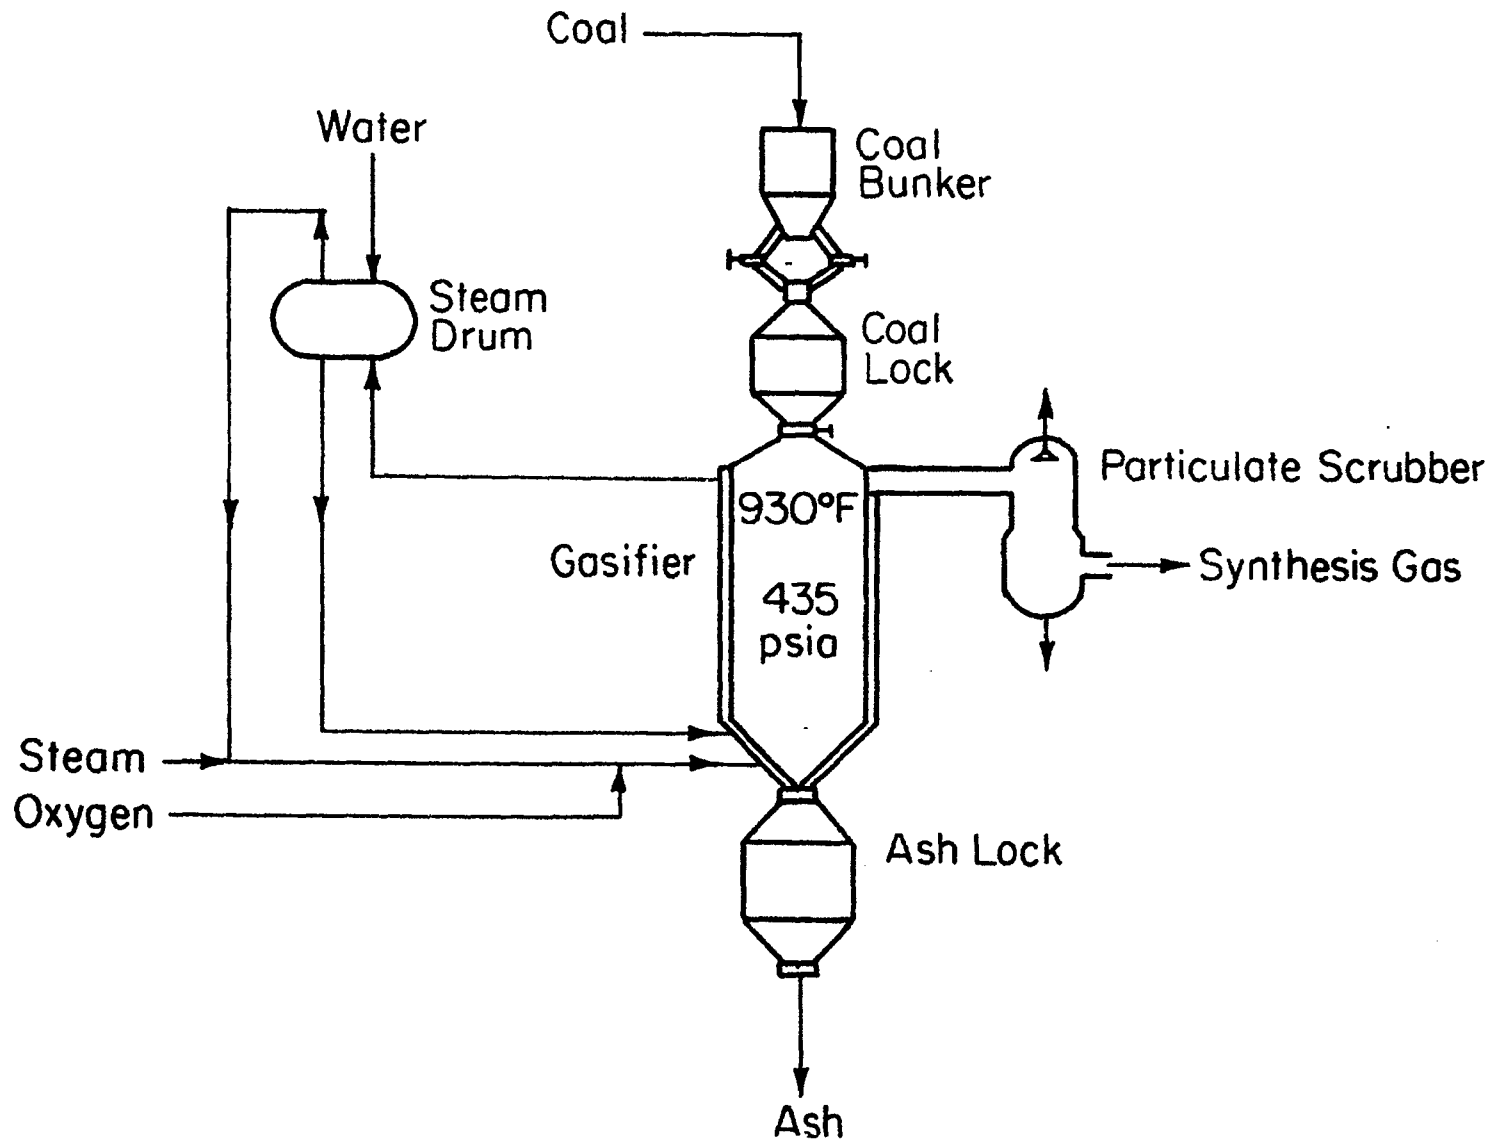 Coal
Water
Coal
Bunker
Steam
Drum
Coal
Lock
Particulate Scrubber
930°F
Gasifier
Synthesis Gas
435
psia
Steam
Oxygen
Ash Lock
Ash